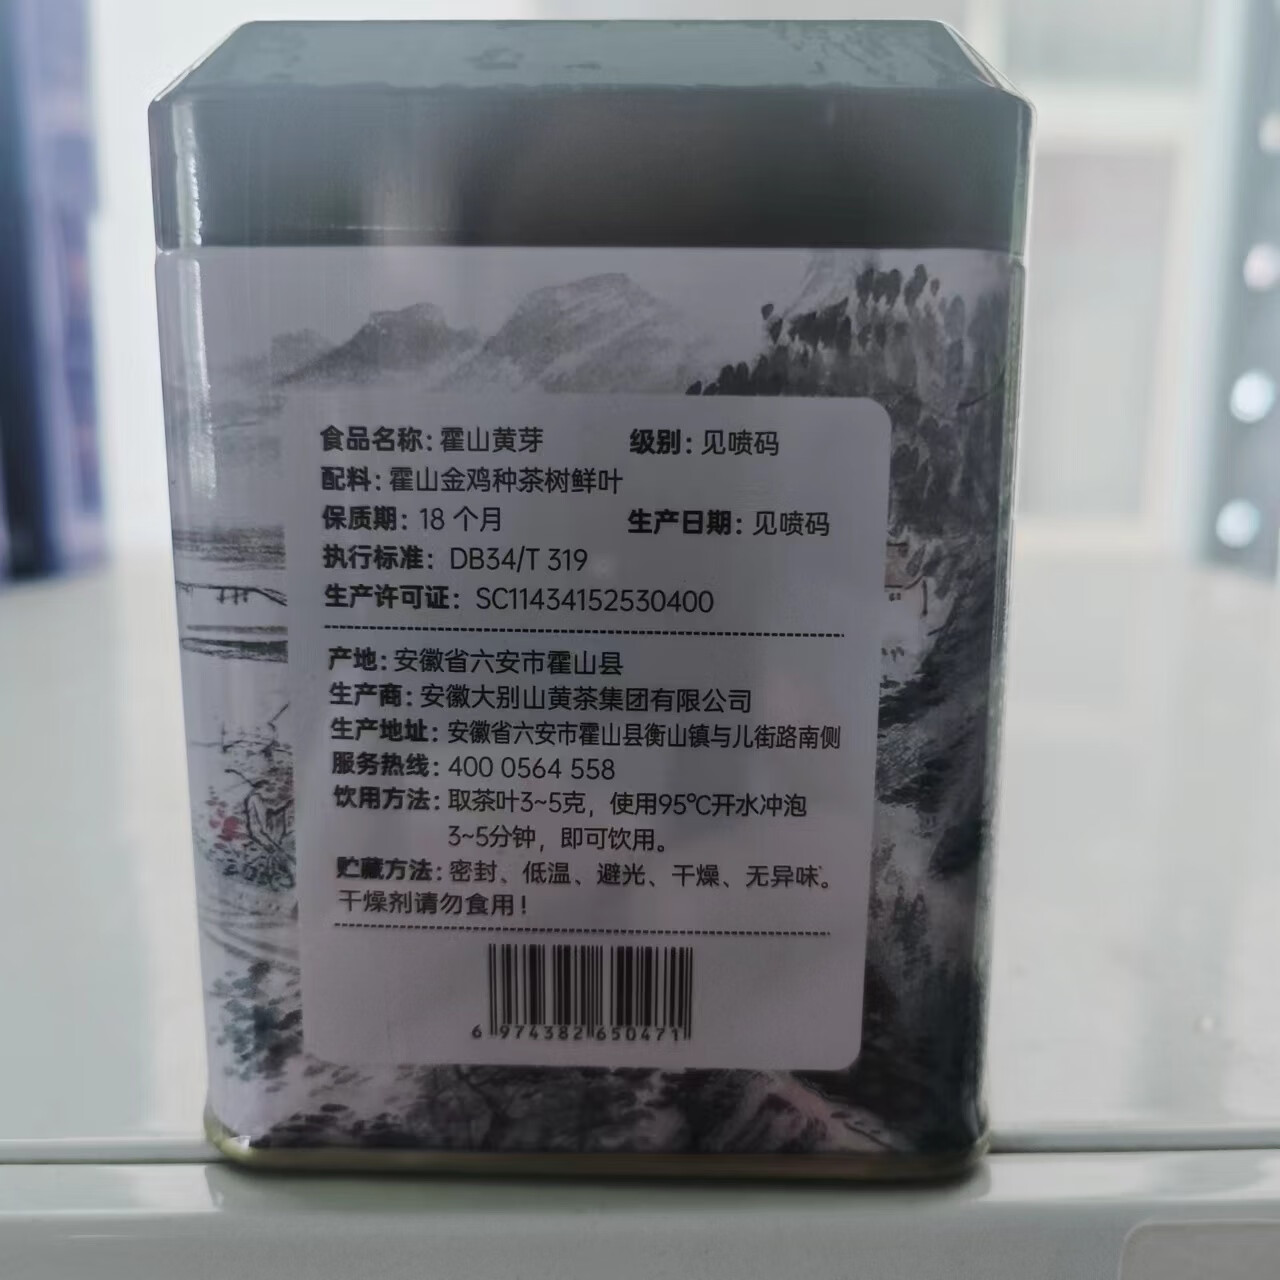 食品名称：霍山黄芽 级别：见喷码
配料：霍山金鸡种茶树鲜叶
保质期：18 个月 生产日期：见喷码
执行标准：DB34/T 319
生产许可证：SC11434152530400
产地：安徽省六安市霍山县
生产商：安徽大别山黄茶集团有限公司
生产地址：安徽省六安市霍山县衡山镇与儿街路南侧
服务热线：400 0564 558
饮用方法：取茶叶3~5克，使用95℃开水冲泡
3~5分钟，即可饮用。
贮藏方法：密封、低温、避光、干燥、无异味。
干燥剂请勿食用！
6 974382 650471